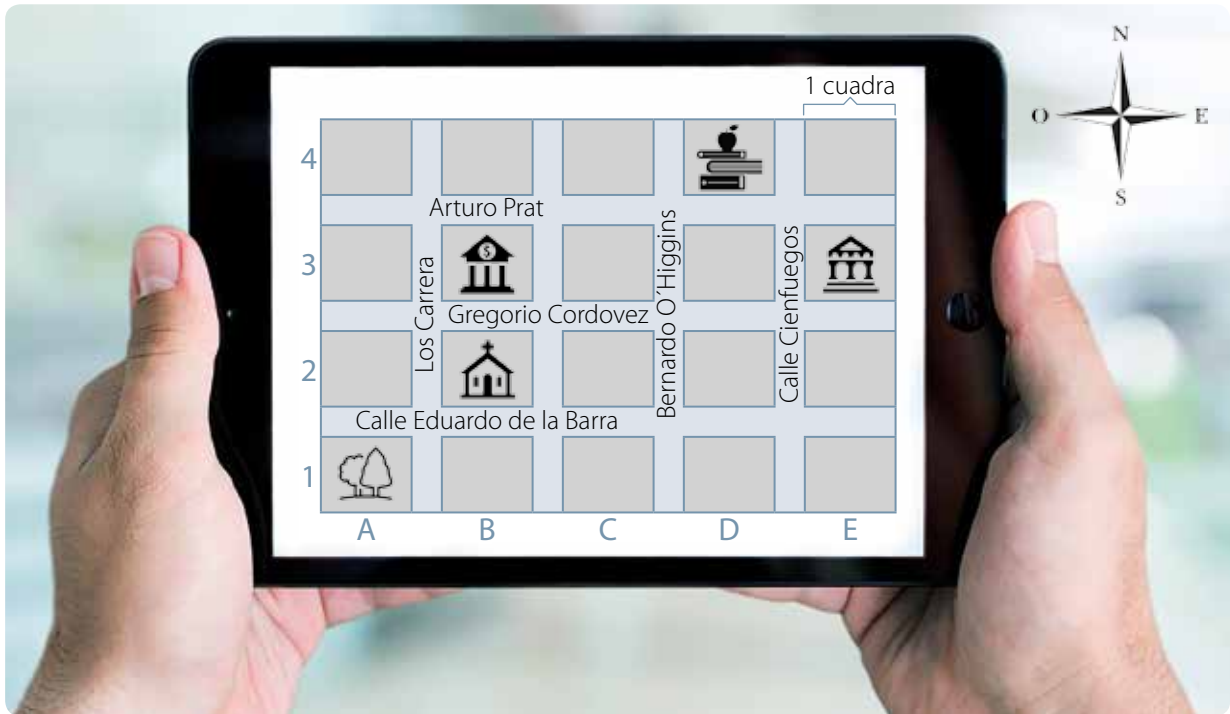 1 cuadra
N
O
E
S
4
Arturo Prat
3
Los Carrera
Gregorio Cordovez
Bernardo O´Higgins
Calle Cienfuegos
$
2
Calle Eduardo de la Barra
1
A
B
C
D
E